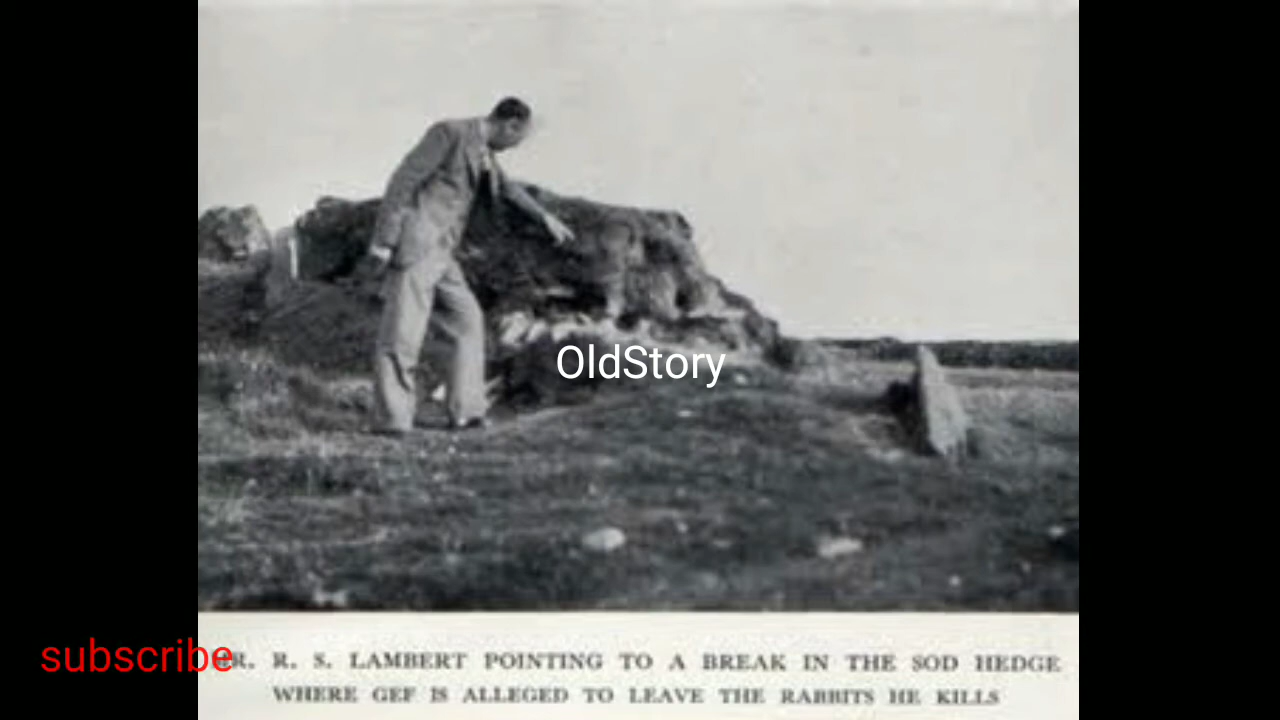 OldStory
subscribe
MR. R. S. LAMBERT POINTING TO A BREAK IN THE SOD HEDGE
WHERE GEF IS ALLEGED TO LEAVE THE RABBITS HE KILLS